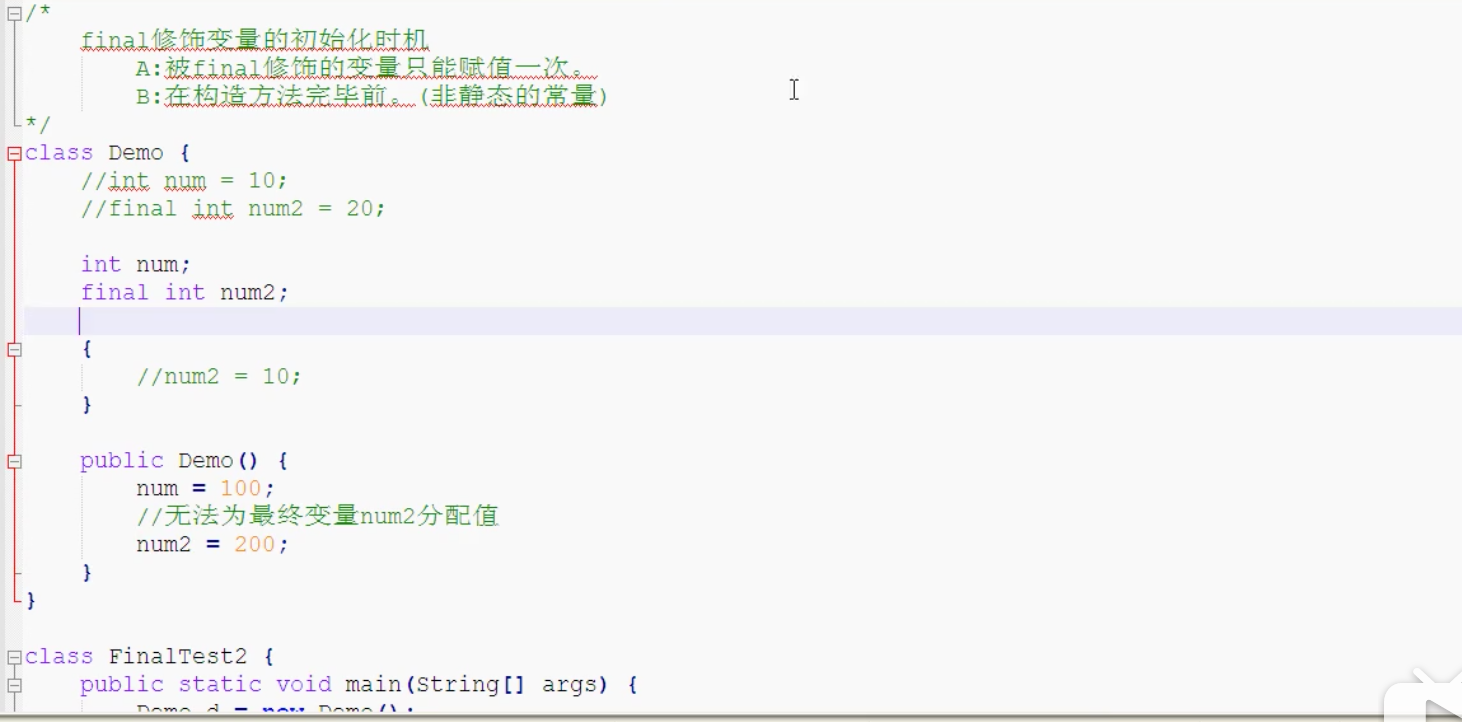 /*
    final修饰变量的初始化时机
        A:被final修饰的变量只能赋值一次。
        B:在构造方法完毕前。(非静态的常量)
*/
class Demo {
    //int num = 10;
    //final int num2 = 20;
    int num;
    final int num2;
    {
        //num2 = 10;
    }
    public Demo() {
        num = 100;
        //无法为最终变量num2分配值
        num2 = 200;
    }
}
class FinalTest2 {
    public static void main(String[] args) {
        Demo d = new Demo();